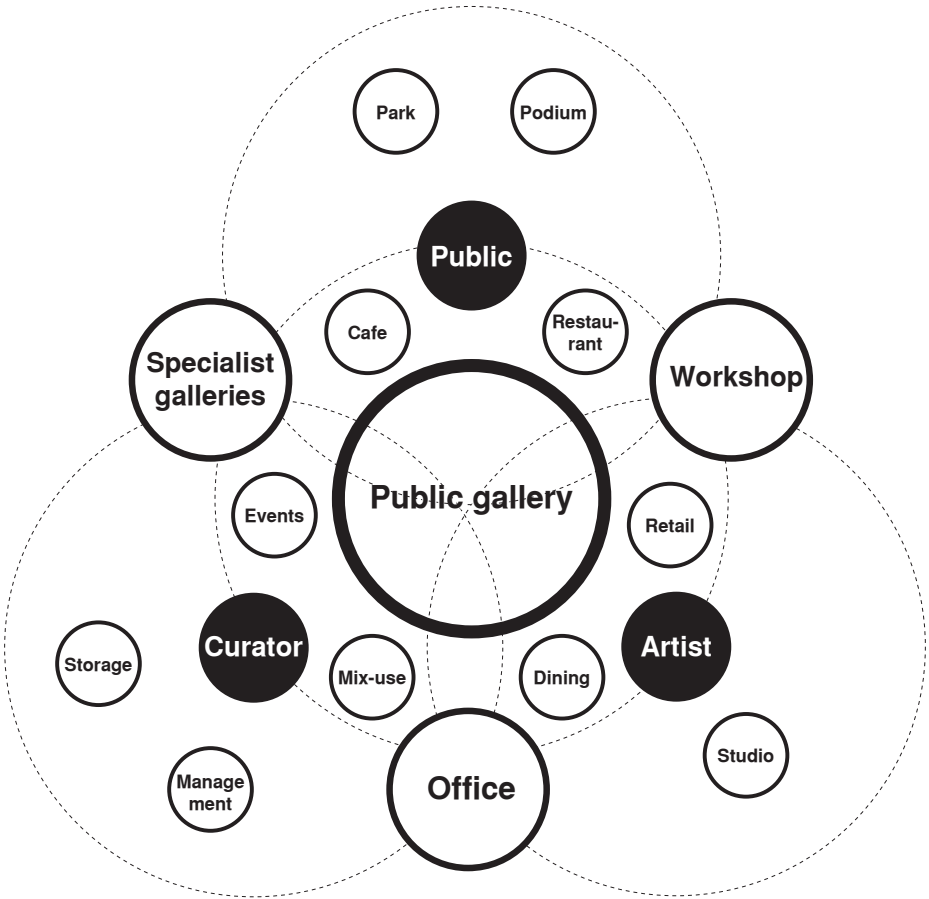 Park
Podium
Public
Cafe
Restau-
rant
Specialist
galleries
Workshop
Public gallery
Events
Retail
Curator
Artist
Storage
Mix-use
Dining
Studio
Manage
ment
Office